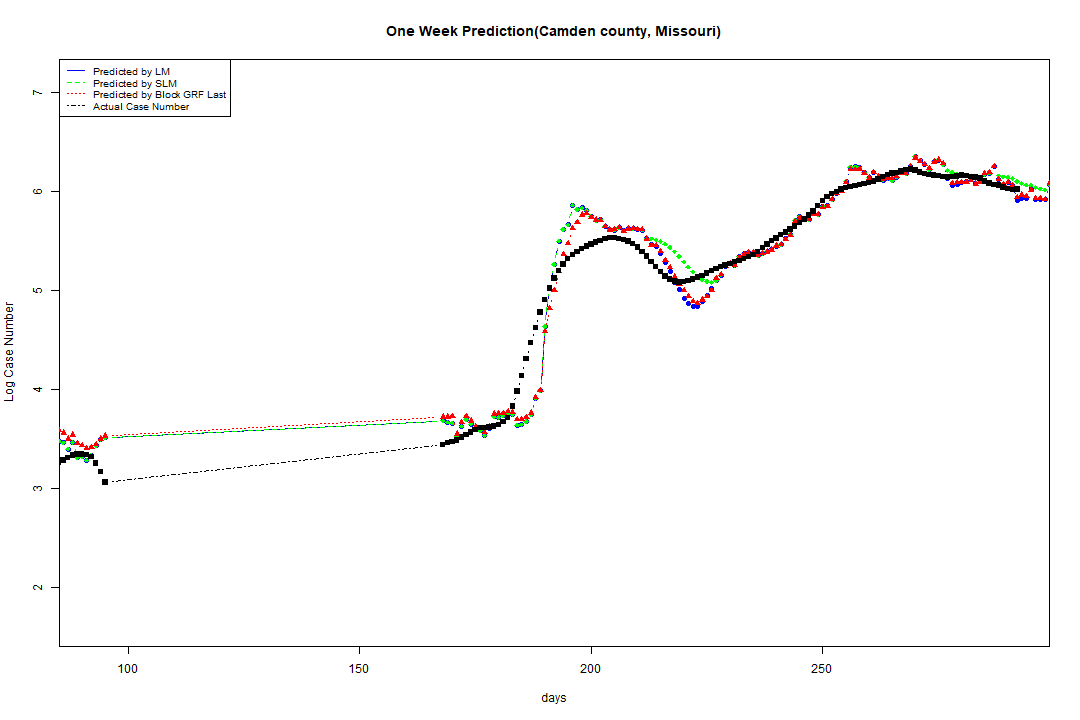 One Week Prediction(Camden county, Missouri)
Predicted by LM
Predicted by SLM
Predicted by Block GRF Last
Actual Case Number
7
6
5
4
3
2
Log Case Number
100 150 200 250
days